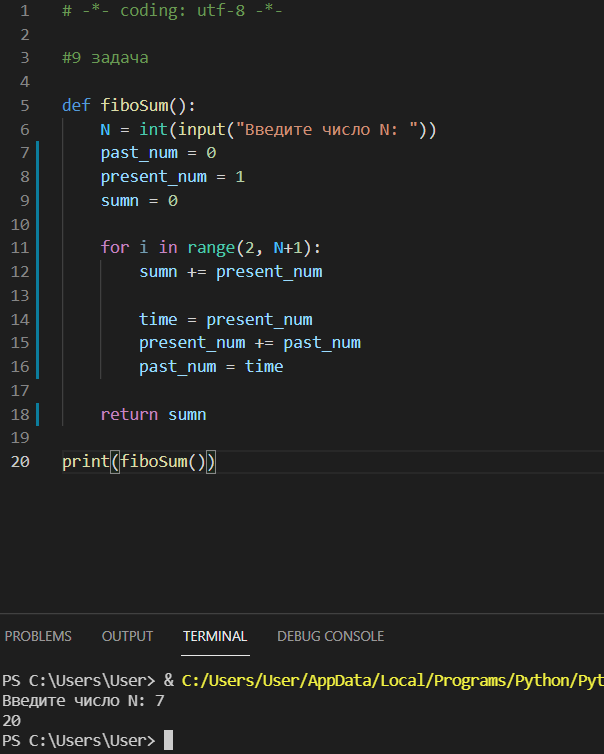 1 # -*- coding: utf-8 -*-
2
3 #9 задача
4
5 def fiboSum():
6 N = int(input("Введите число N: "))
7 past_num = 0
8 present_num = 1
9 sumn = 0
10
11 for i in range(2, N+1):
12 sumn += present_num
13
14 time = present_num
15 present_num += past_num
16 past_num = time
17
18 return sumn
19
20 print(fiboSum())
PROBLEMS OUTPUT TERMINAL DEBUG CONSOLE
PS C:\Users\User> & C:/Users/User/AppData/Local/Programs/Python/Pyt
Введите число N: 7
20
PS C:\Users\User>